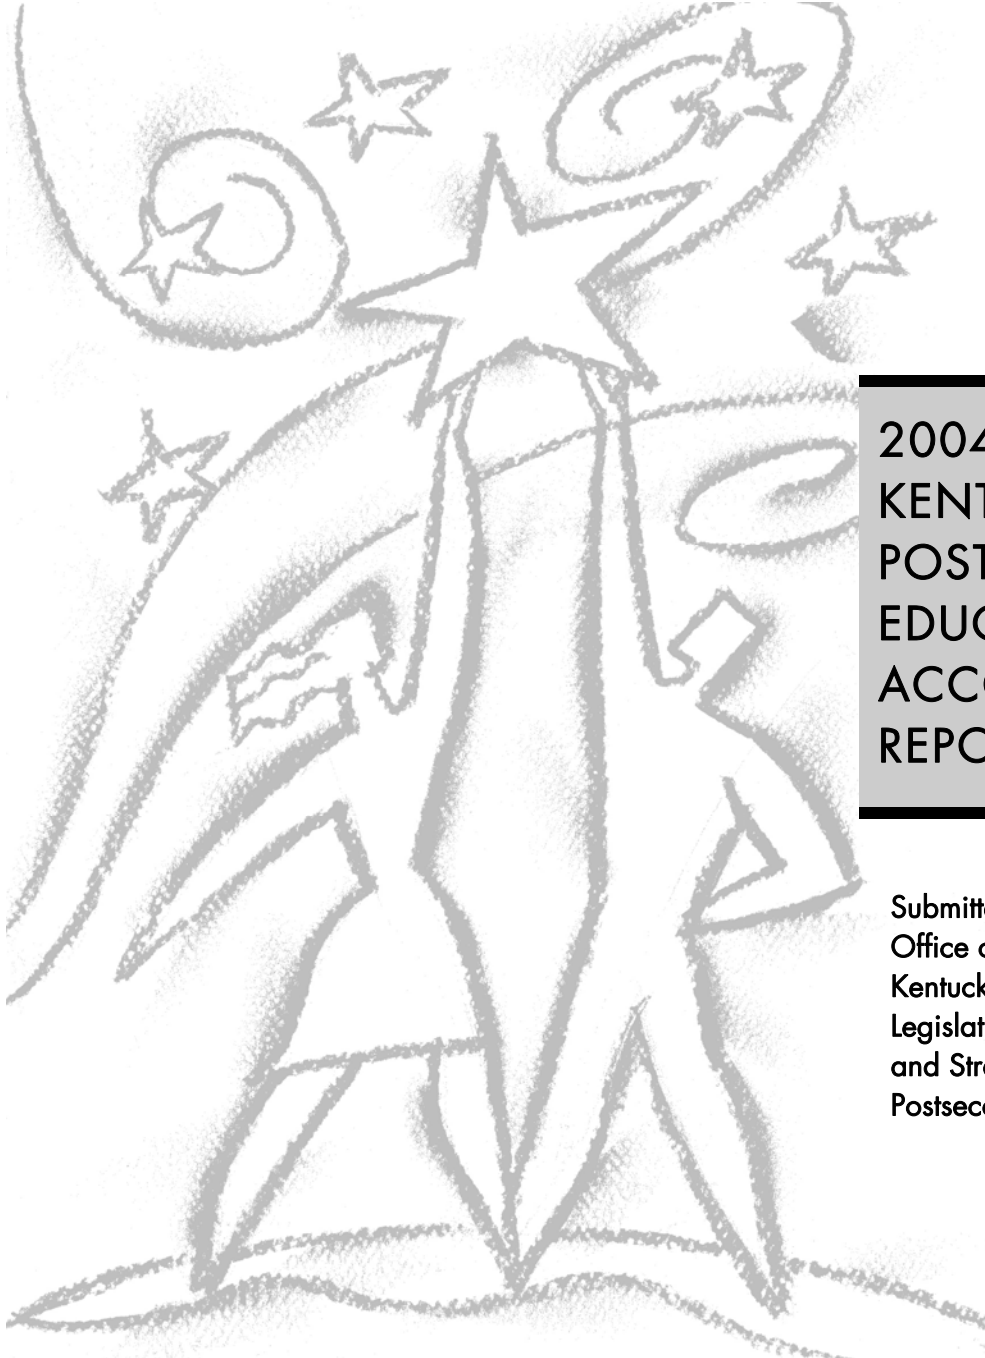 2004
KENT
POST
EDUC
ACCO
REPO
Submitte
Office o
Kentuck
Legislat
and Stra
Postseco